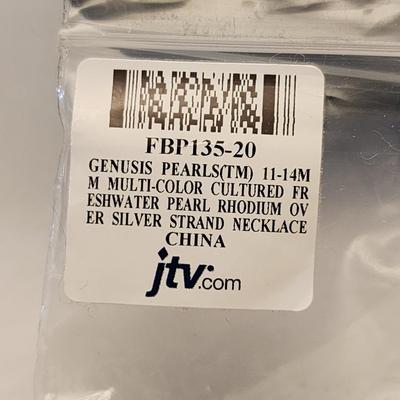 FBP135-20
GENUSIS PEARLS(TM) 11-14M
M MULTI-COLOR CULTURED FR
ESHWATER PEARL RHODIUM OV
ER SILVER STRAND NECKLACE
CHINA
jtv.com